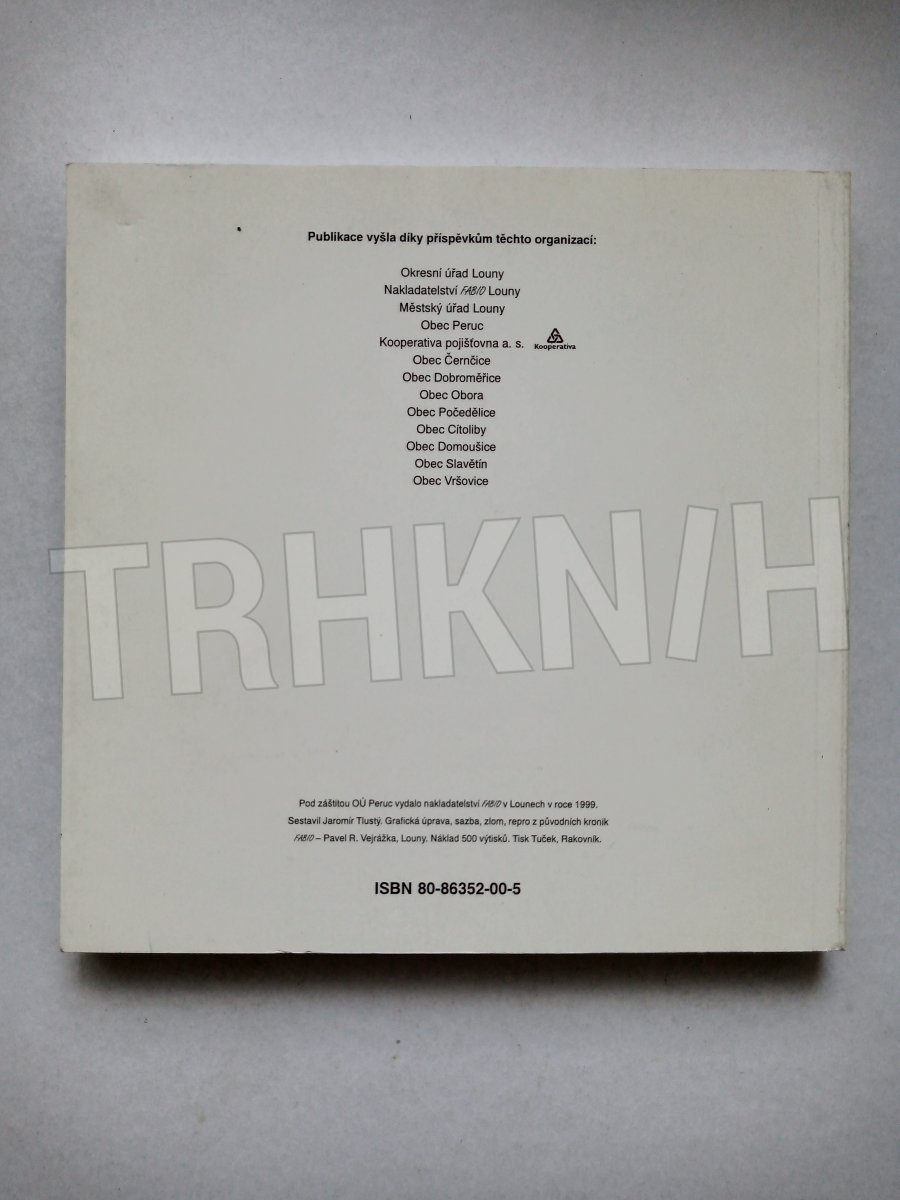 Publikace vyšla díky příspěvkům těchto organizací:
Okresní úřad Louny
Nakladatelství FABIO Louny
Městský úřad Louny
Obec Peruc
Kooperativa pojišťovna a. s. Kooperativa
Obec Černčice
Obec Dobroměřice
Obec Obora
Obec Počedělice
Obec Cítoliby
Obec Domoušice
Obec Slavětín
Obec Vršovice
TRHKN/H
Pod záštitou OÚ Peruc vydalo nakladatelství FABIO v Lounech v roce 1999.
Sestavil Jaromír Tlustý. Grafická úprava, sazba, zlom, repro z původních kronik
FABIO – Pavel R. Vejrážka, Louny. Náklad 500 výtisků. Tisk Tuček, Rakovník.
ISBN 80-86352-00-5